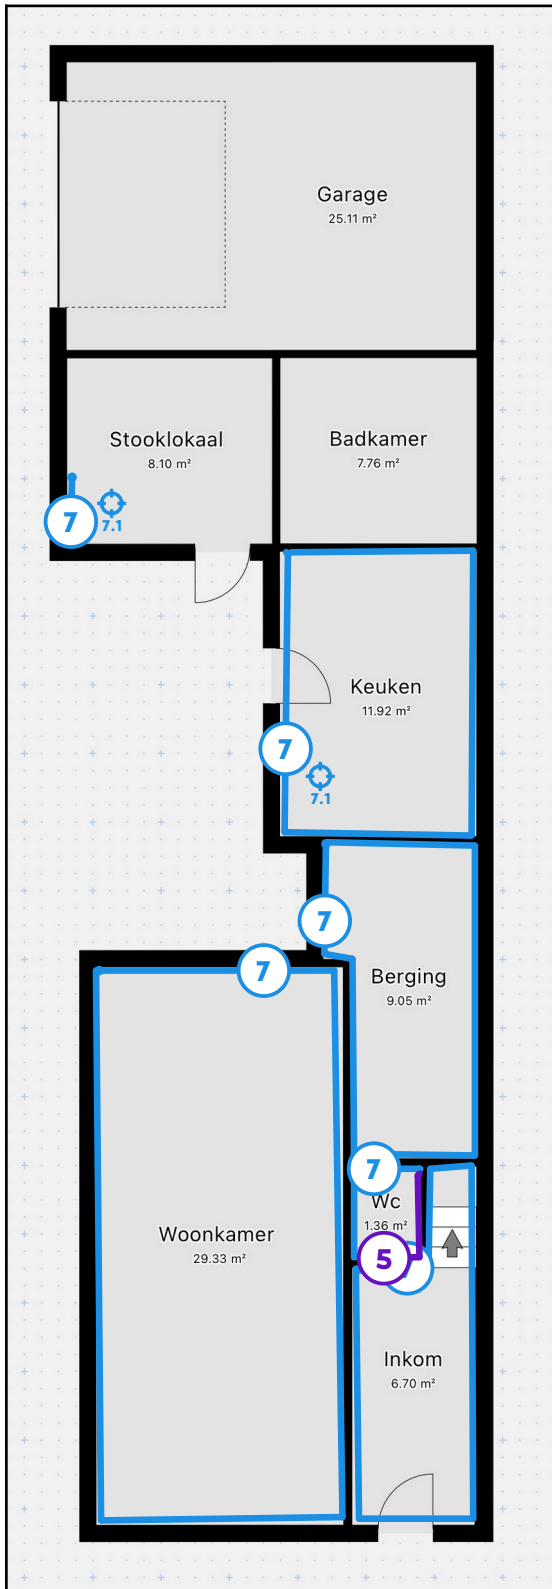 Garage
25.11 m²
Stooklokaal
8.10 m²
Badkamer
7.76 m²
7
7.1
Keuken
11.92 m²
7
7.1
7
7
Berging
9.05 m²
7
Wc
1.36 m²
Woonkamer
29.33 m²
5
Inkom
6.70 m²